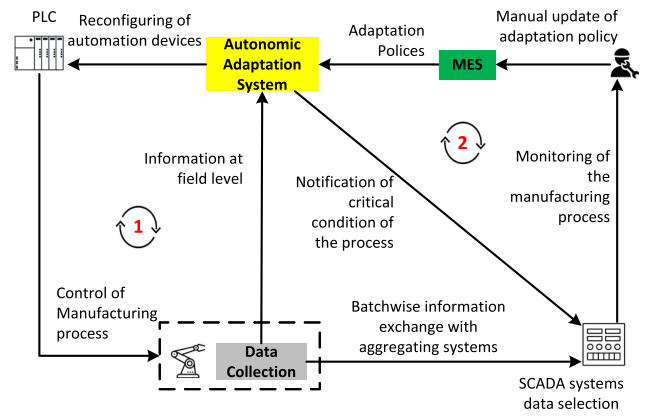 PLC
Reconfiguring of
automation devices
Autonomic
Adaptation
System
Adaptation
Polices
MES
Manual update of
adaptation policy
Information at
field level
1
2
Notification of
critical
condition of
the process
Monitoring of
the
manufacturing
process
Control of
Manufacturing
process
Data
Collection
Batchwise information
exchange with
aggregating systems
SCADA systems
data selection